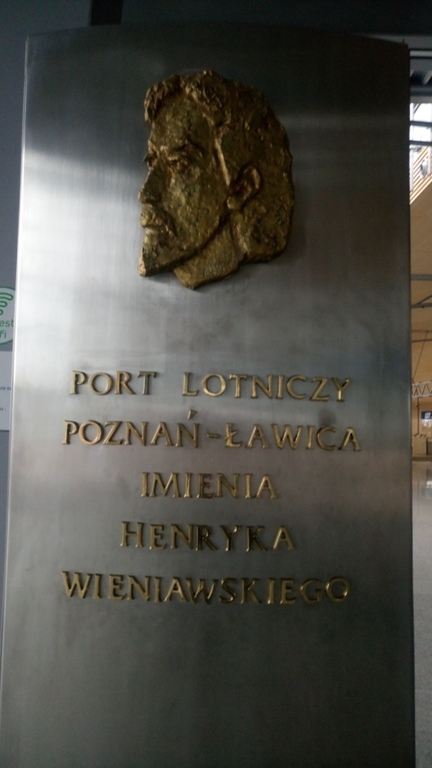 PORT LOTNICZY
POZNAŃ-ŁAWICA
IMIENIA
HENRYKA
WIENIAWSKIEGO